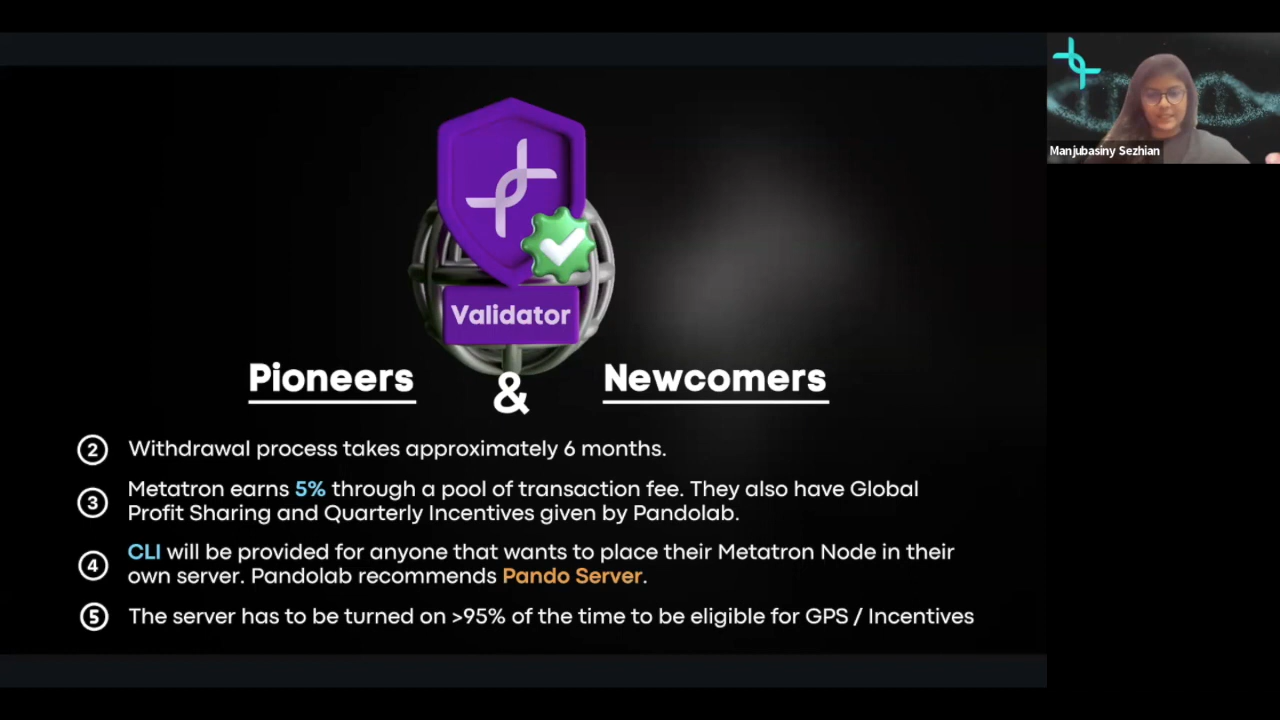 Manjubasiny Sezhian
Validator
Pioneers & Newcomers
2 Withdrawal process takes approximately 6 months.
3 Metatron earns 5% through a pool of transaction fee. They also have Global
Profit Sharing and Quarterly Incentives given by Pandolab.
4 CLI will be provided for anyone that wants to place their Metatron Node in their
own server. Pandolab recommends Pando Server.
5 The server has to be turned on >95% of the time to be eligible for GPS / Incentives